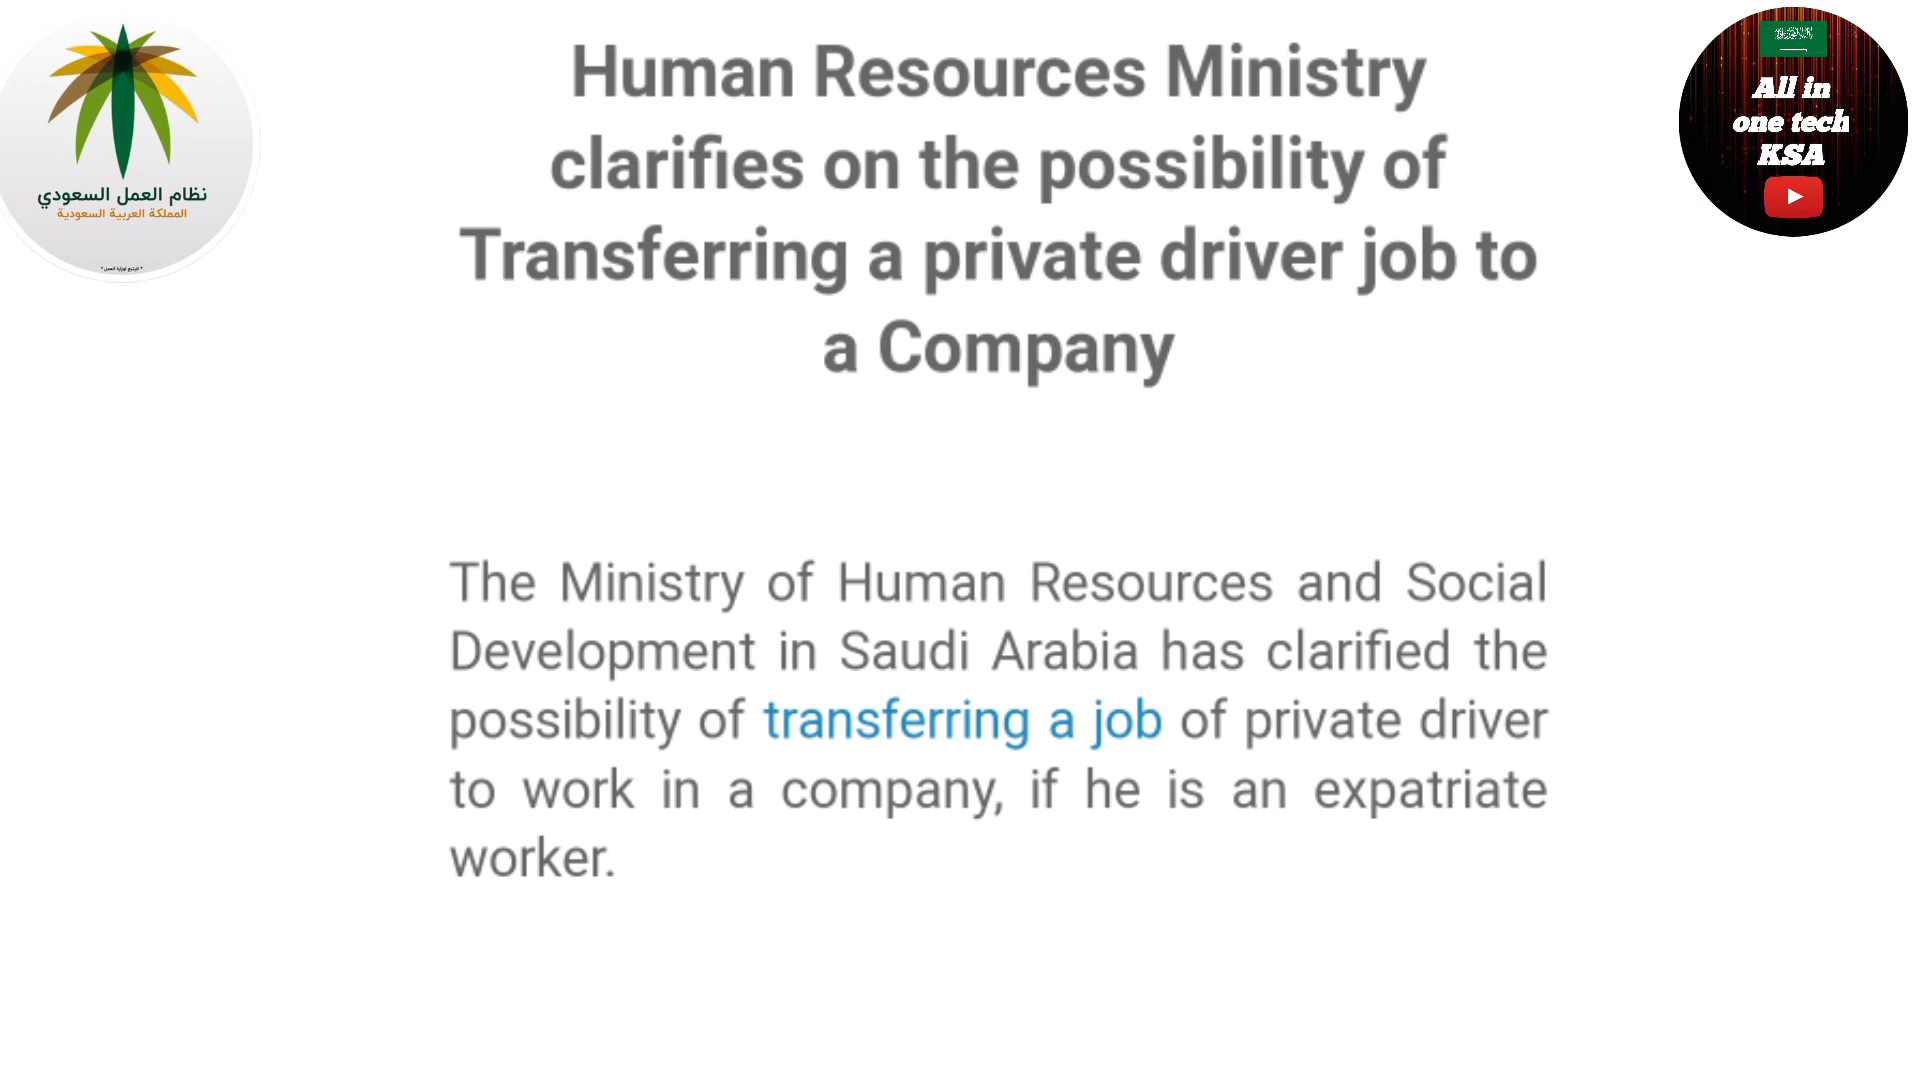 Human Resources Ministry
clarifies on the possibility of
Transferring a private driver job to
a Company
نظام العمل السعودي
المملكة العربية السعودية
All in
one tech
KSA
The Ministry of Human Resources and Social
Development in Saudi Arabia has clarified the
possibility of transferring a job of private driver
to work in a company, if he is an expatriate
worker.